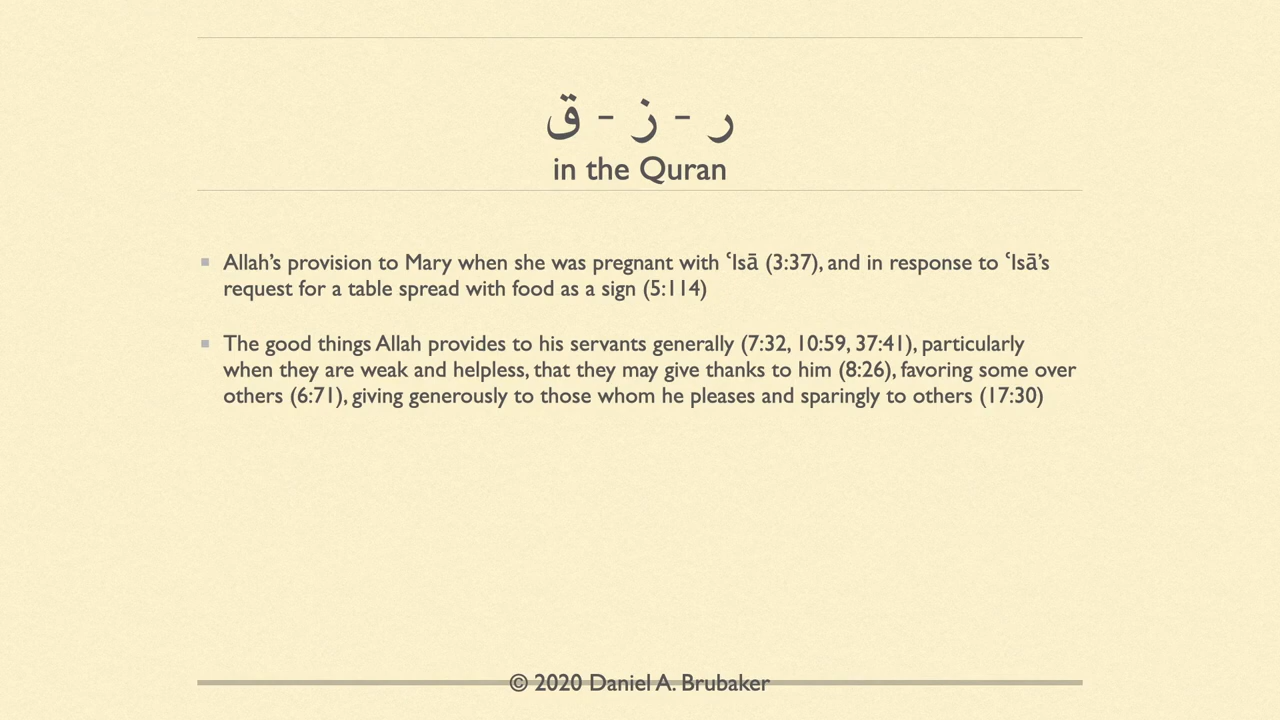 ر - ز - ق
in the Quran
Allah’s provision to Mary when she was pregnant with ʿIsā (3:37), and in response to ʿIsā’s
request for a table spread with food as a sign (5:114)
The good things Allah provides to his servants generally (7:32, 10:59, 37:41), particularly
when they are weak and helpless, that they may give thanks to him (8:26), favoring some over
others (6:71), giving generously to those whom he pleases and sparingly to others (17:30)
© 2020 Daniel A. Brubaker